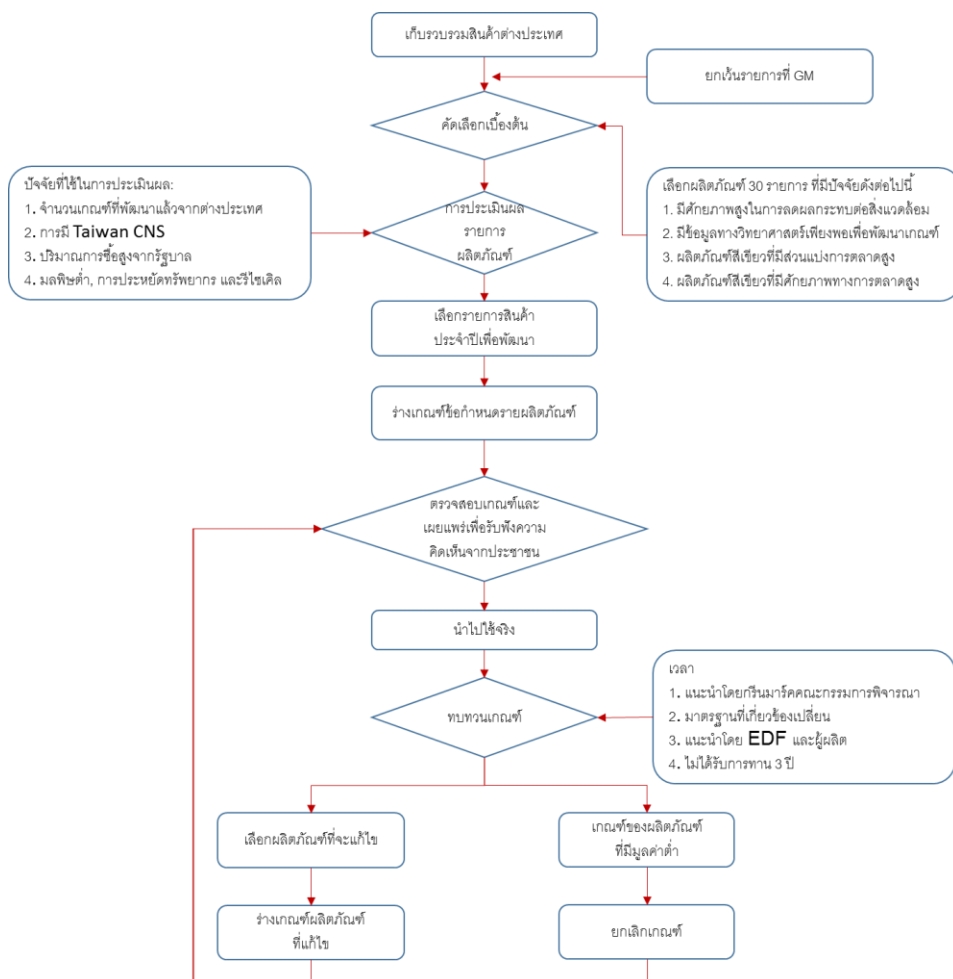 เก็บรวบรวมสินค้าต่างประเทศ
ยกเว้นรายการที่ GM
คัดเลือกเบื้องต้น
ปัจจัยที่ใช้ในการประเมินผล:
1. จำนวนเกณฑ์ที่พัฒนาแล้วจากต่างประเทศ
2. การมี Taiwan CNS
3. ปริมาณการซื้อสูงจากรัฐบาล
4. มลพิษต่ำ, การประหยัดทรัพยากร และรีไซเคิล
การประเมินผล
รายการ
ผลิตภัณฑ์
เลือกผลิตภัณฑ์ 30 รายการ ที่มีปัจจัยดังต่อไปนี้
1. มีศักยภาพสูงในการลดผลกระทบต่อสิ่งแวดล้อม
2. มีข้อมูลทางวิทยาศาสตร์เพียงพอเพื่อพัฒนาเกณฑ์
3. ผลิตภัณฑ์สีเขียวที่มีส่วนแบ่งการตลาดสูง
4. ผลิตภัณฑ์สีเขียวที่มีศักยภาพทางการตลาดสูง
เลือกรายการสินค้า
ประจำปีเพื่อพัฒนา
ร่างเกณฑ์ข้อกำหนดรายผลิตภัณฑ์
ตรวจสอบเกณฑ์และ
เผยแพร่เพื่อรับฟังความ
คิดเห็นจากประชาชน
นำไปใช้จริง
ทบทวนเกณฑ์
เวลา
1. แนะนำโดยกรีนมาร์คคณะกรรมการพิจารณา
2. มาตรฐานที่เกี่ยวข้องเปลี่ยน
3. แนะนำโดย EDF และผู้ผลิต
4. ไม่ได้รับการทาน 3 ปี
เลือกผลิตภัณฑ์ที่จะแก้ไข
เกณฑ์ของผลิตภัณฑ์
ที่มีมูลค่าต่ำ
ร่างเกณฑ์ผลิตภัณฑ์
ที่แก้ไข
ยกเลิกเกณฑ์